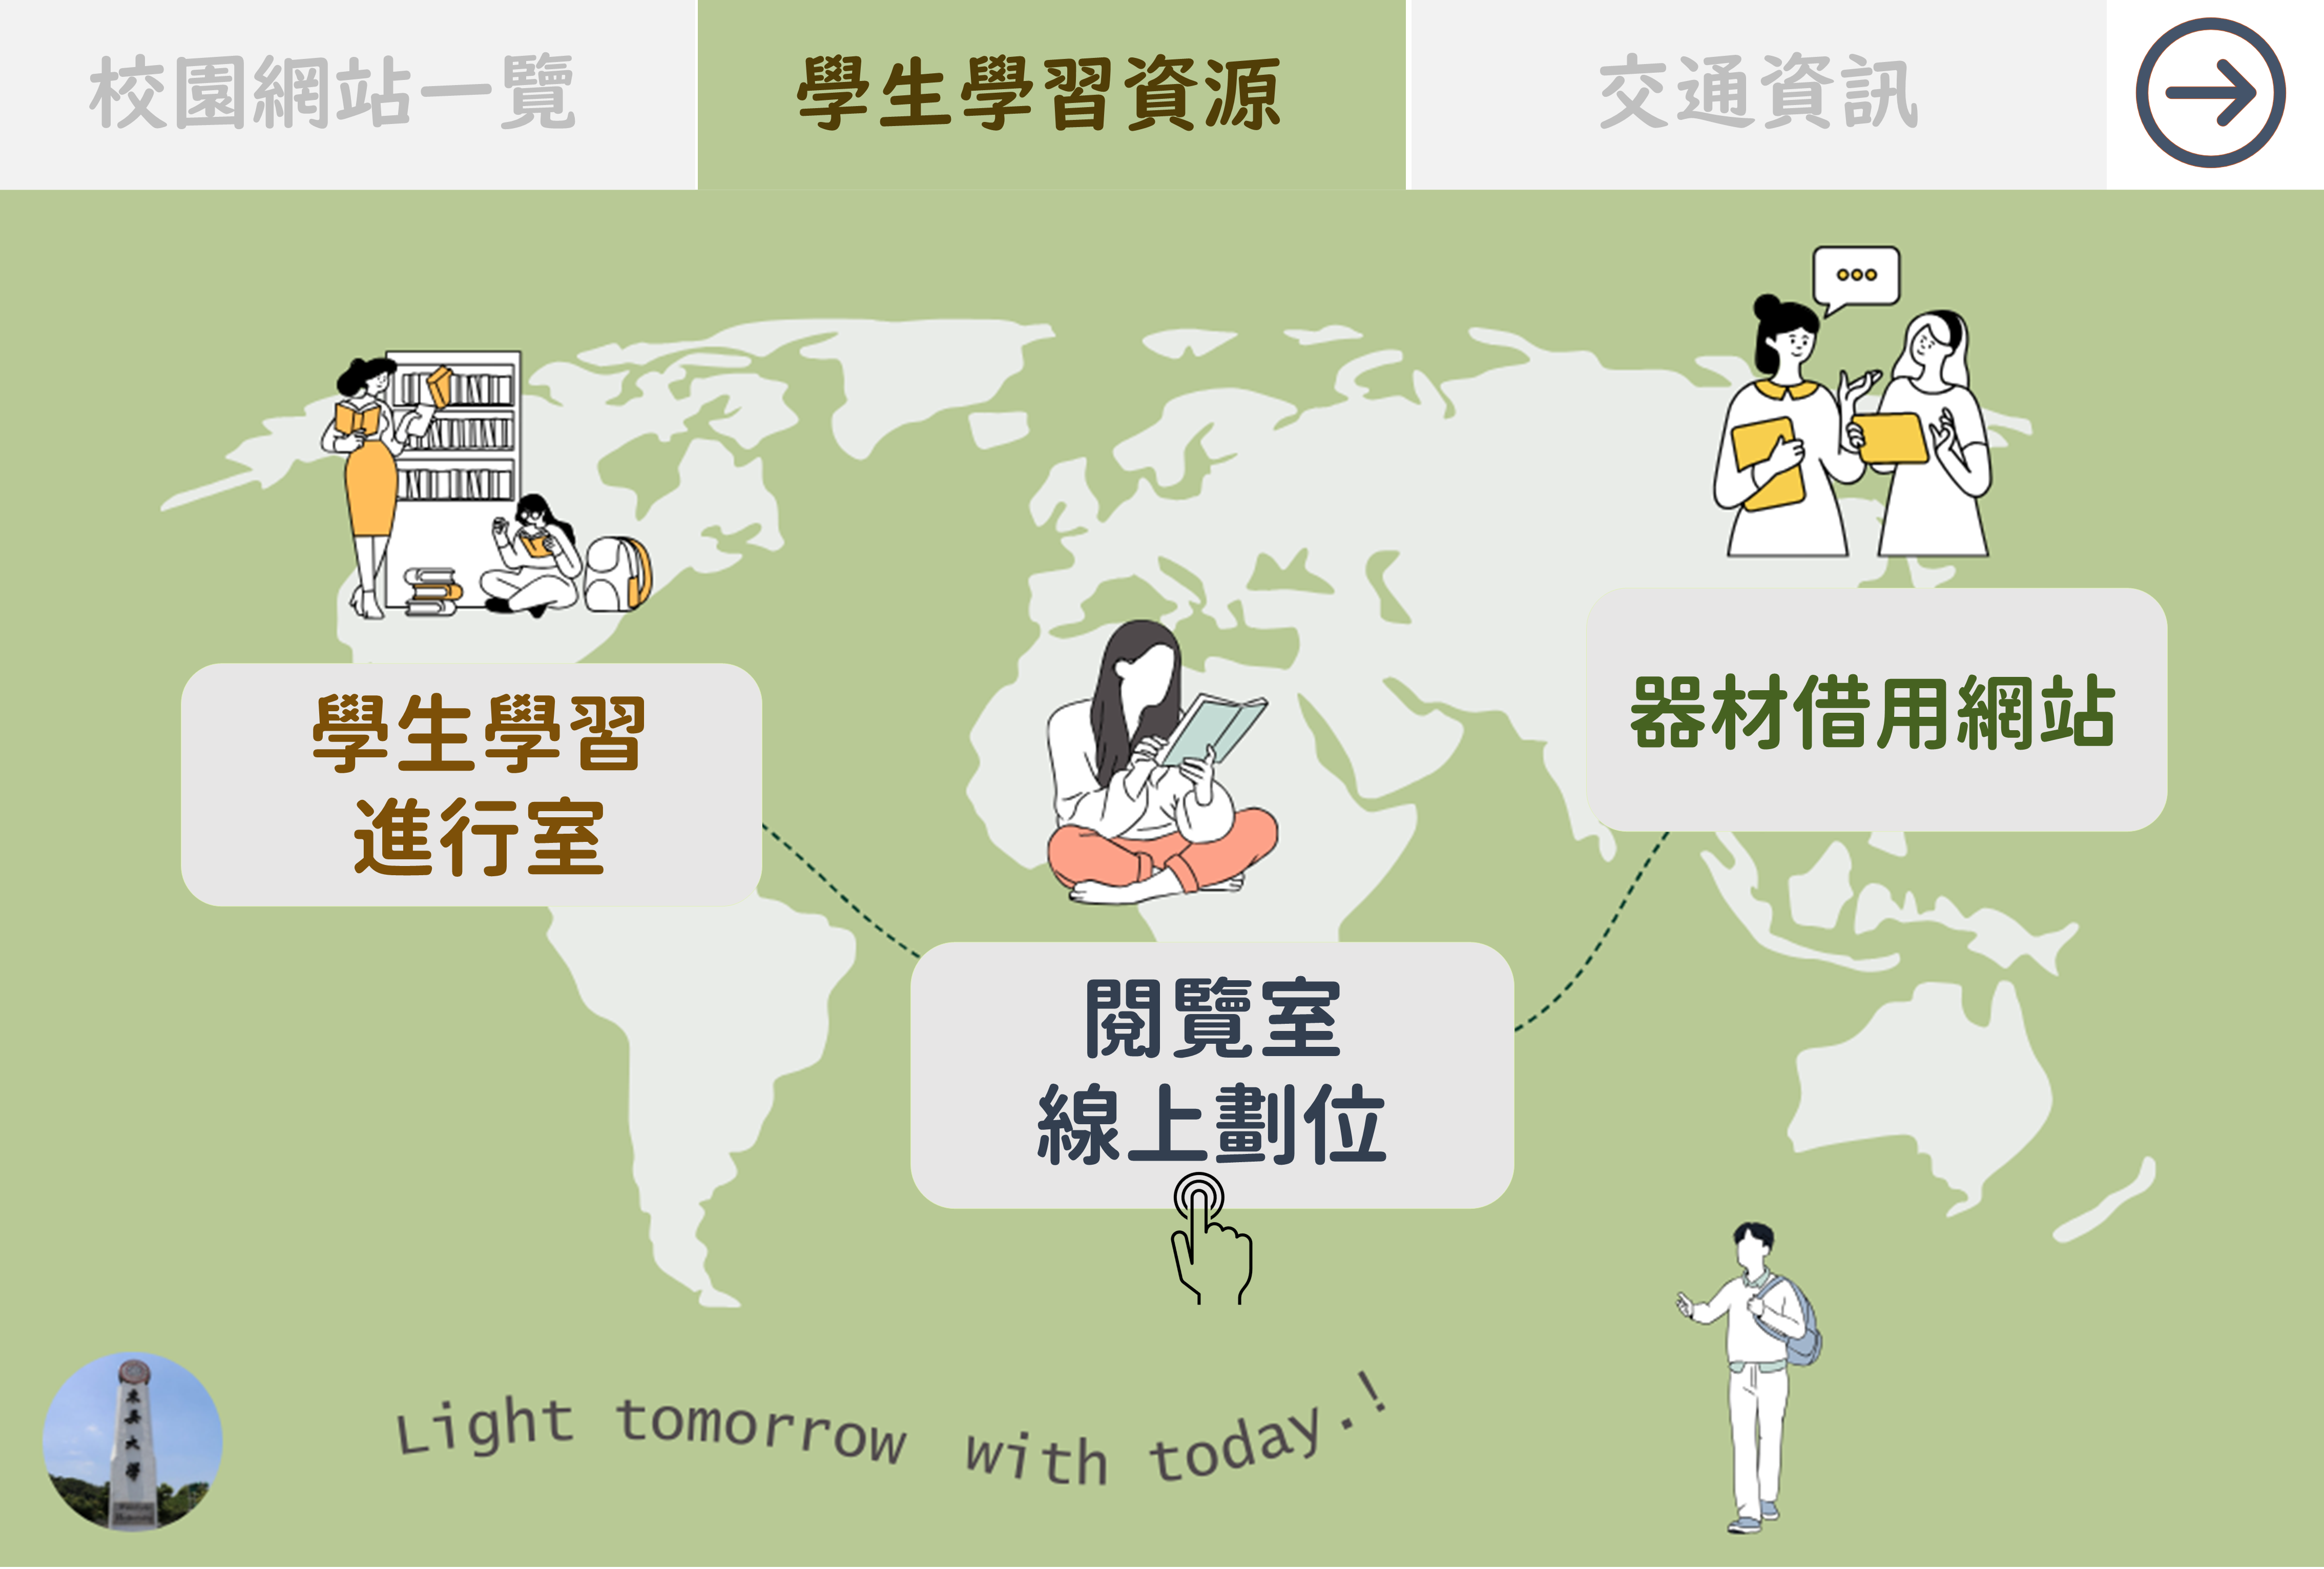 校園網站一覽
學生學習資源
交通資訊
學生學習
進行室
器材借用網站
閱覽室
線上劃位
Light tomorrow with today.!
東吳大學